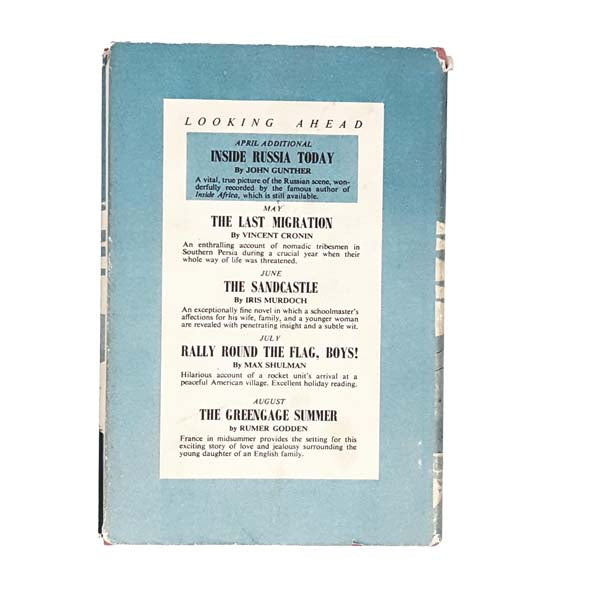 LOOKING AHEAD
APRIL ADDITIONAL
INSIDE RUSSIA TODAY
By JOHN GUNTHER
A vital, true picture of the Russian scene, won-
derfully recorded by the famous author of
Inside Africa, which is still available.
MAY
THE LAST MIGRATION
By VINCENT CRONIN
An enthralling account of nomadic tribesmen in
Southern Persia during a crucial year when their
whole way of life was threatened.
JUNE
THE SANDCASTLE
By IRIS MURDOCH
An exceptionally fine novel in which a schoolmaster's
affections for his wife, family, and a younger woman
are revealed with penetrating insight and a subtle wit.
JULY
RALLY ROUND THE FLAG, BOYS!
By MAX SHULMAN
Hilarious account of a rocket unit's arrival at a
peaceful American village. Excellent holiday reading.
AUGUST
THE GREENGAGE SUMMER
by RUMER GODDEN
France in midsummer provides the setting for this
exciting story of love and jealousy surrounding the
young daughter of an English family.